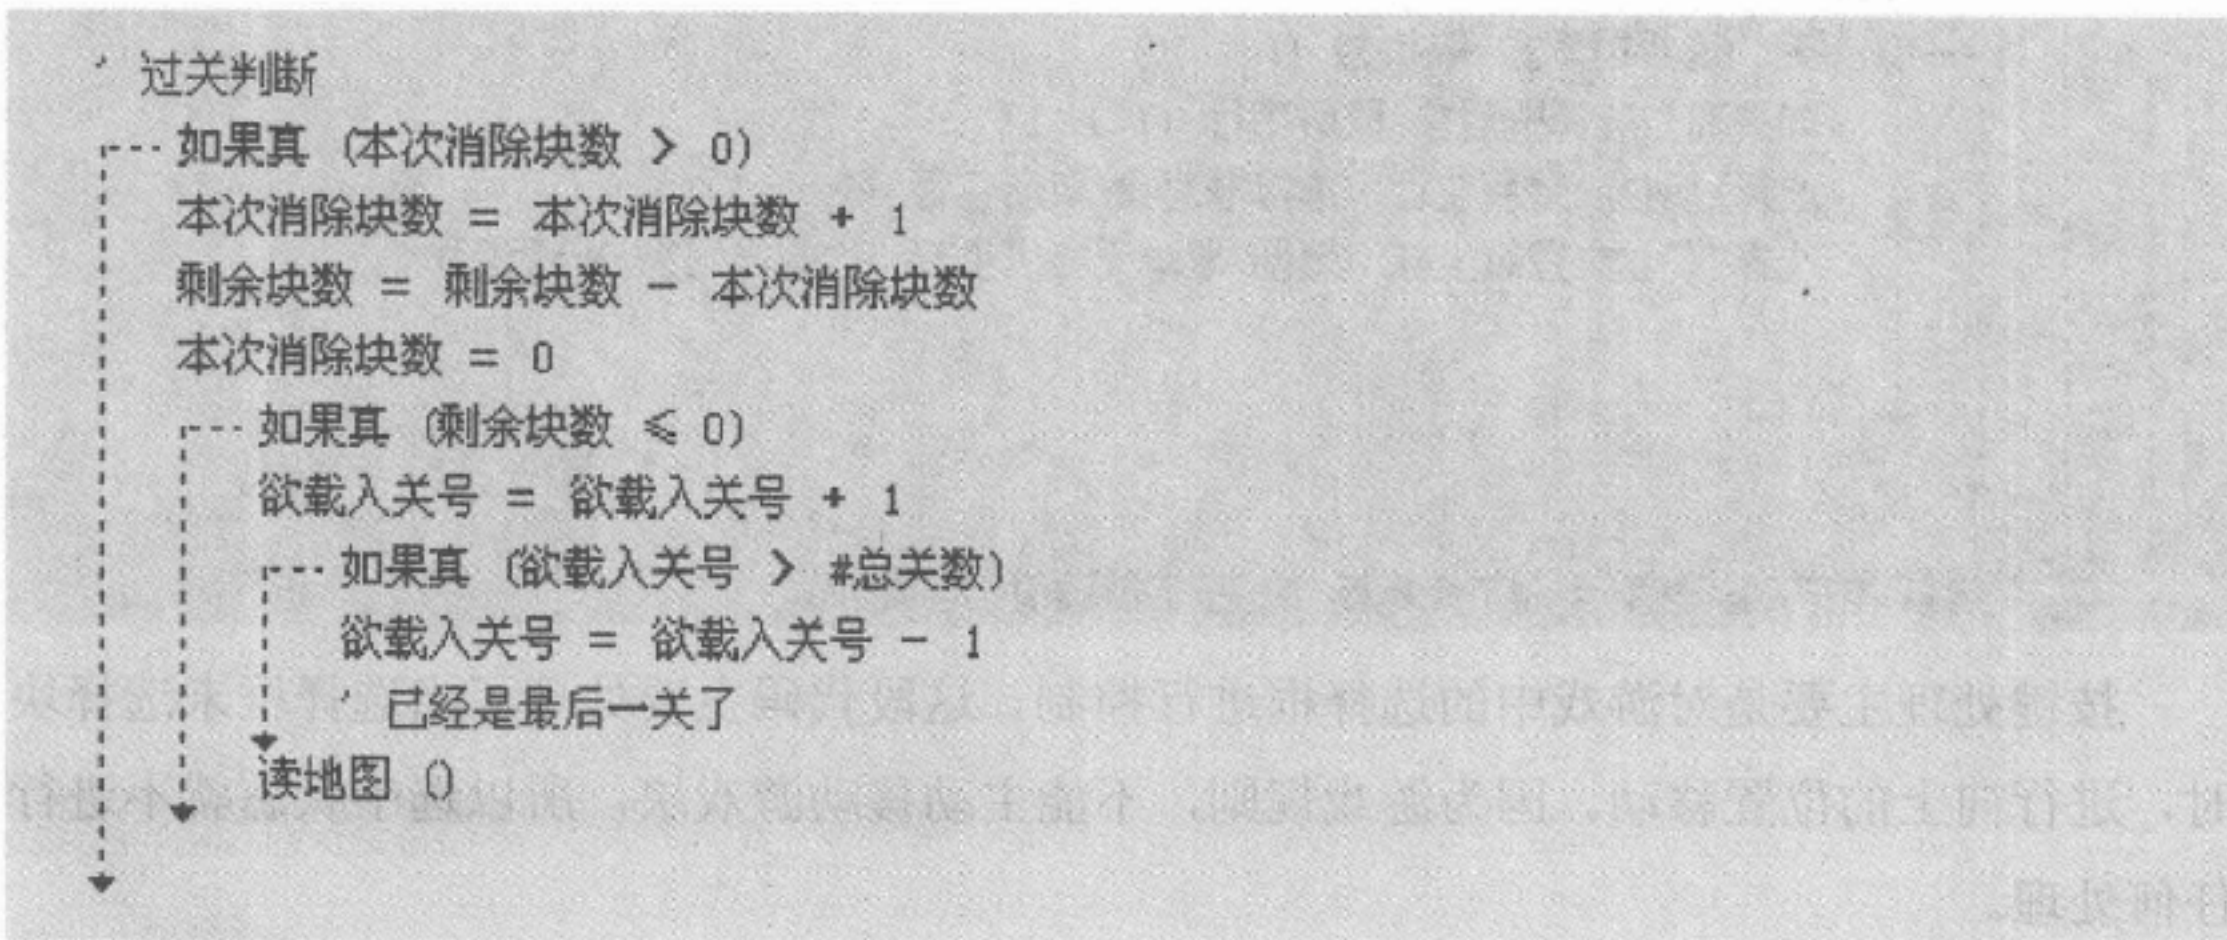 ' 过关判断
如果真 (本次消除块数 > 0)
本次消除块数 = 本次消除块数 + 1
剩余块数 = 剩余块数 - 本次消除块数
本次消除块数 = 0
如果真 (剩余块数 ≤ 0)
欲载入关号 = 欲载入关号 + 1
如果真 (欲载入关号 > #总关数)
欲载入关号 = 欲载入关号 - 1
' 已经是最后一关了
读地图 ()